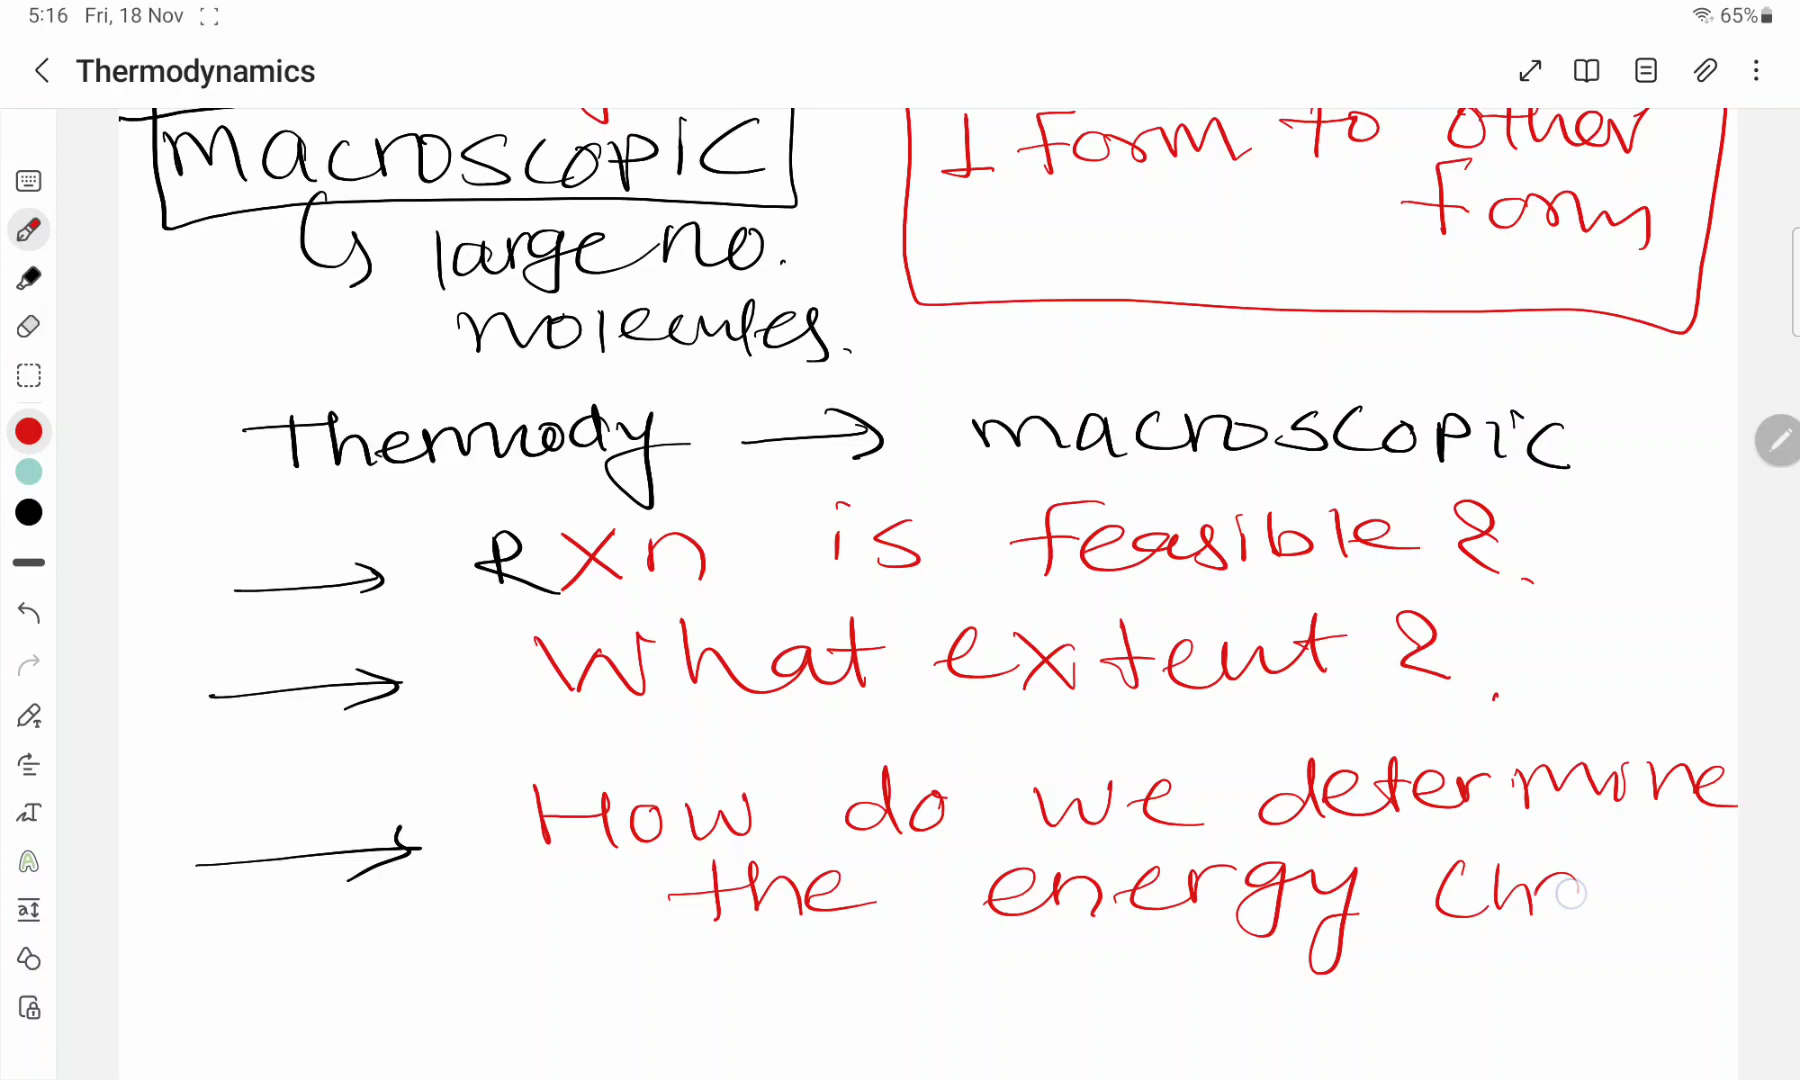 5:16 Fri, 18 Nov
65%
Thermodynamics
macroscopic
1 form to other
form
large no.
molecules.
Thermody → macroscopic
→ Rxn is feasible ?
→ What extent ?
→ How do we determine
the energy cha